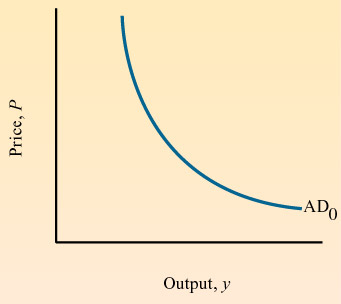 Price, P
AD0
Output, y